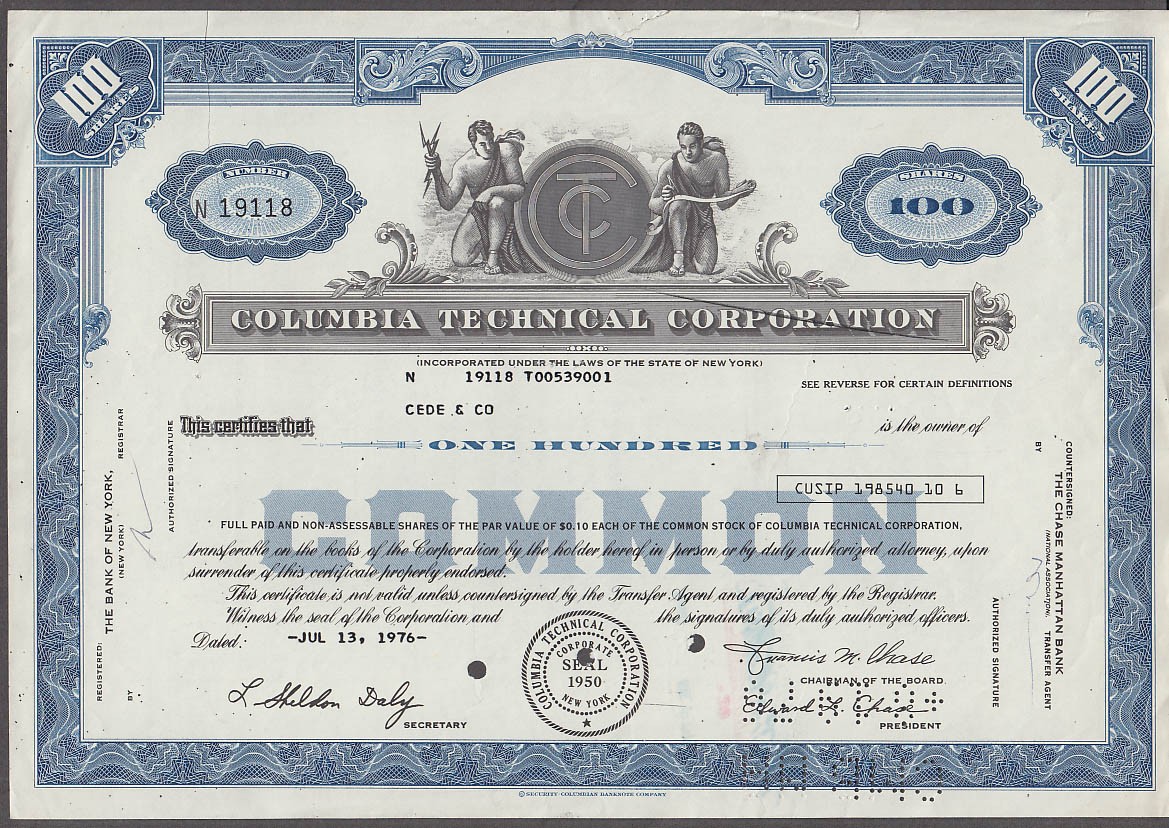 100
SHARES
100
SHARES
NUMBER
N 19118
CTC
SHARES
100
COLUMBIA TECHNICAL CORPORATION
(INCORPORATED UNDER THE LAWS OF THE STATE OF NEW YORK)
N 19118 T00539001
SEE REVERSE FOR CERTAIN DEFINITIONS
CEDE & CO
This certifies that
is the owner of
ONE HUNDRED
COMMON
CUSIP 198540 10 6
FULL PAID AND NON-ASSESSABLE SHARES OF THE PAR VALUE OF $0.10 EACH OF THE COMMON STOCK OF COLUMBIA TECHNICAL CORPORATION,
transferable on the books of the Corporation by the holder hereof in person or by duly authorized attorney, upon
surrender of this certificate properly endorsed.
This certificate is not valid unless countersigned by the Transfer Agent and registered by the Registrar.
Witness the seal of the Corporation and the signatures of its duly authorized officers.
Dated: -JUL 13, 1976-
COLUMBIA TECHNICAL CORPORATION
CORPORATE
SEAL
1950
NEW YORK
L Sheldon Daly
SECRETARY
Francis M. Chase
CHAIRMAN OF THE BOARD
Edward L. Chase
PRESIDENT
REGISTERED:
THE BANK OF NEW YORK,
(NEW YORK)
REGISTRAR
BY
AUTHORIZED SIGNATURE
COUNTERSIGNED:
THE CHASE MANHATTAN BANK
(NATIONAL ASSOCIATION)
TRANSFER AGENT
BY
AUTHORIZED SIGNATURE
© SECURITY-COLUMBIAN BANKNOTE COMPANY